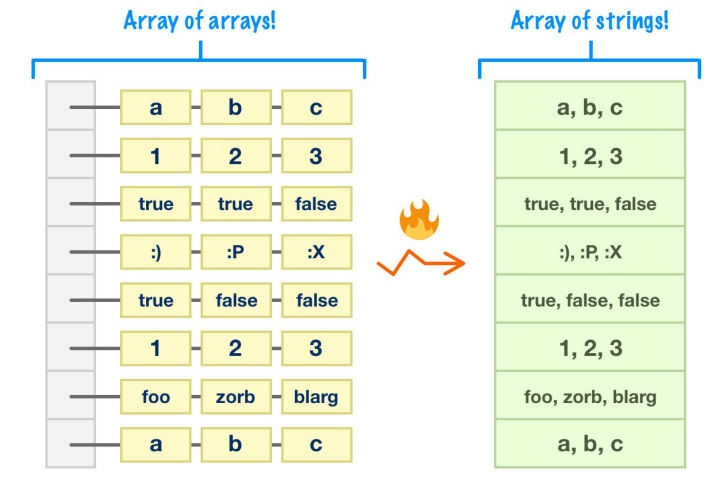 Array of arrays!
Array of strings!
a b c
a, b, c
1 2 3
1, 2, 3
true true false
true, true, false
:) :P :X
:), :P, :X
true false false
true, false, false
1 2 3
1, 2, 3
foo zorb blarg
foo, zorb, blarg
a b c
a, b, c